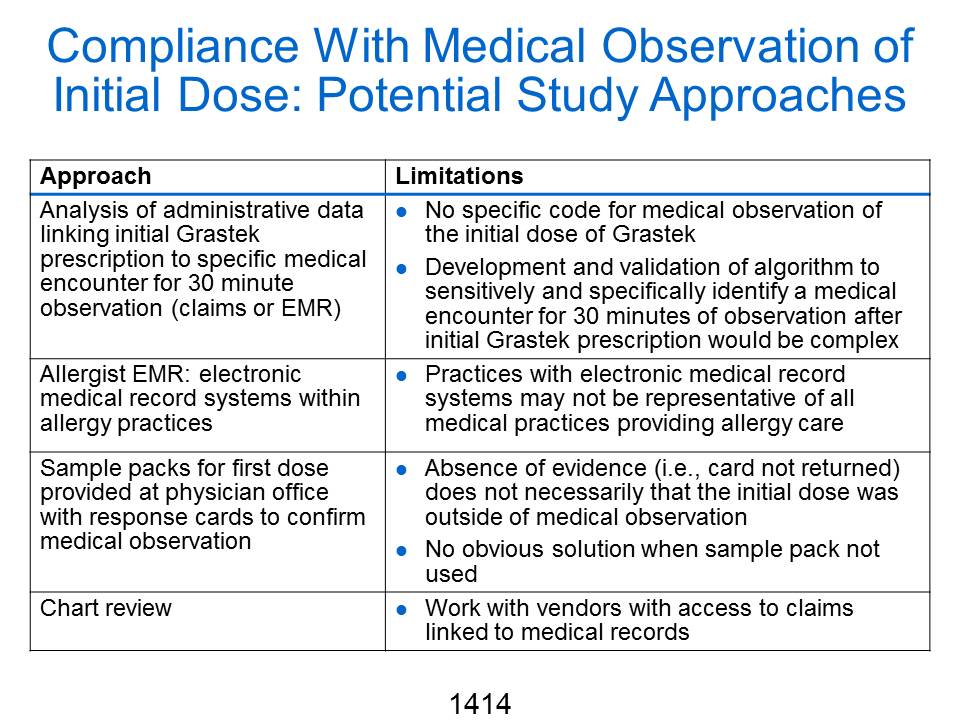 Compliance With Medical Observation of
Initial Dose: Potential Study Approaches
Approach
Limitations
Analysis of administrative data
linking initial Grastek
prescription to specific medical
encounter for 30 minute
observation (claims or EMR)
● No specific code for medical observation of
the initial dose of Grastek
● Development and validation of algorithm to
sensitively and specifically identify a medical
encounter for 30 minutes of observation after
initial Grastek prescription would be complex
Allergist EMR: electronic
medical record systems within
allergy practices
● Practices with electronic medical record
systems may not be representative of all
medical practices providing allergy care
Sample packs for first dose
provided at physician office
with response cards to confirm
medical observation
● Absence of evidence (i.e., card not returned)
does not necessarily that the initial dose was
outside of medical observation
● No obvious solution when sample pack not
used
Chart review
● Work with vendors with access to claims
linked to medical records
1414